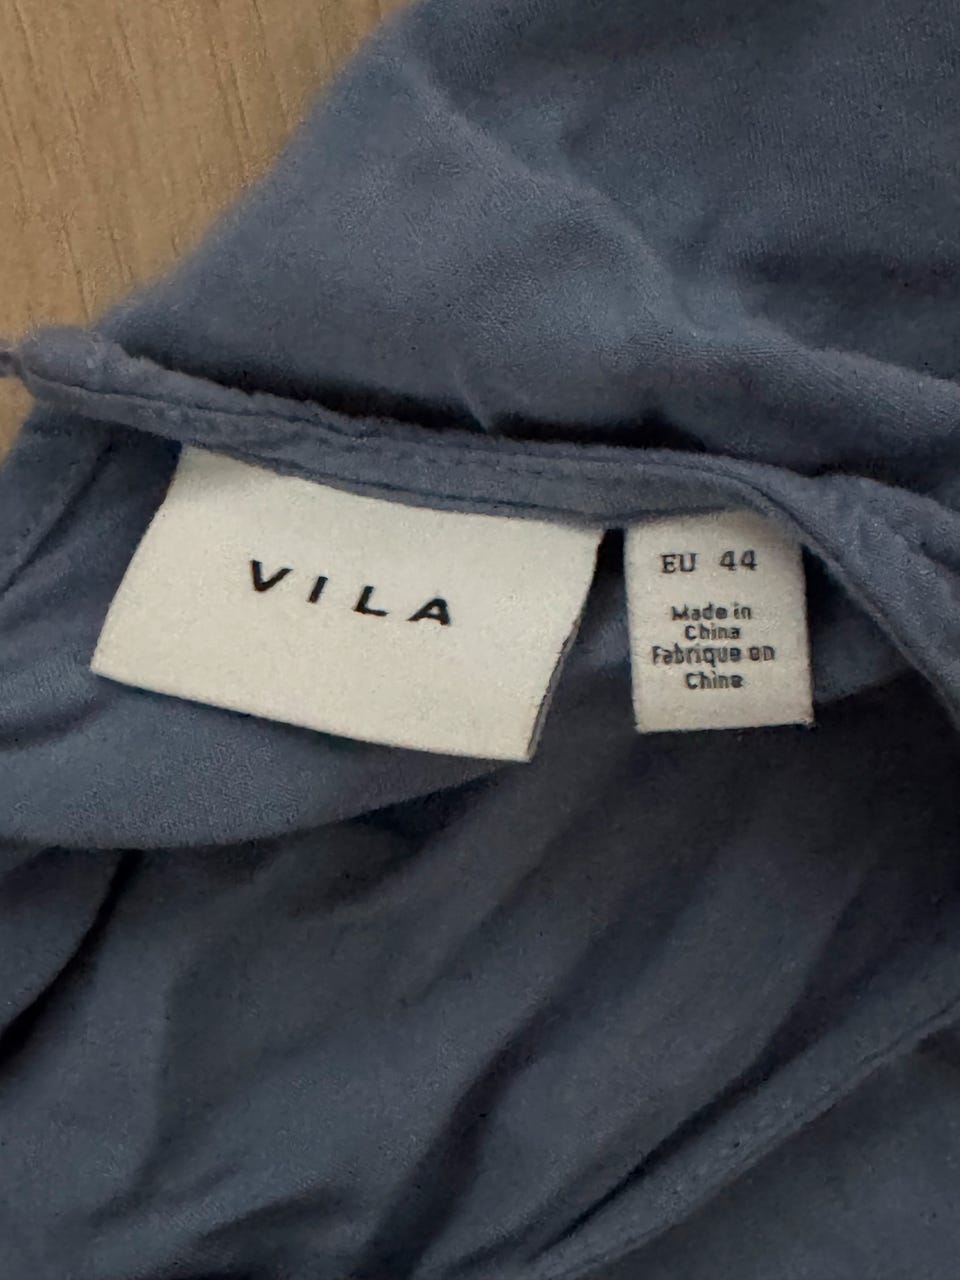 VILA
EU 44
Made in
China
Fabrique en
Chine